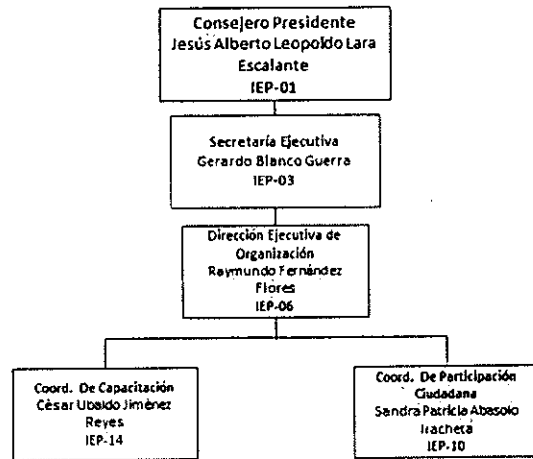 Consejero Presidente
Jesús Alberto Leopoldo Lara
Escalante
IEP-01
Secretaría Ejecutiva
Gerardo Blanco Guerra
IEP-03
Dirección Ejecutiva de
Organización
Raymundo Fernández
Flores
IEP-06
Coord. De Capacitación
César Ubaldo Jiménez
Reyes
IEP-14
Coord. De Participación
Ciudadana
Sandra Patricia Abasolo
Iracheta
IEP-10